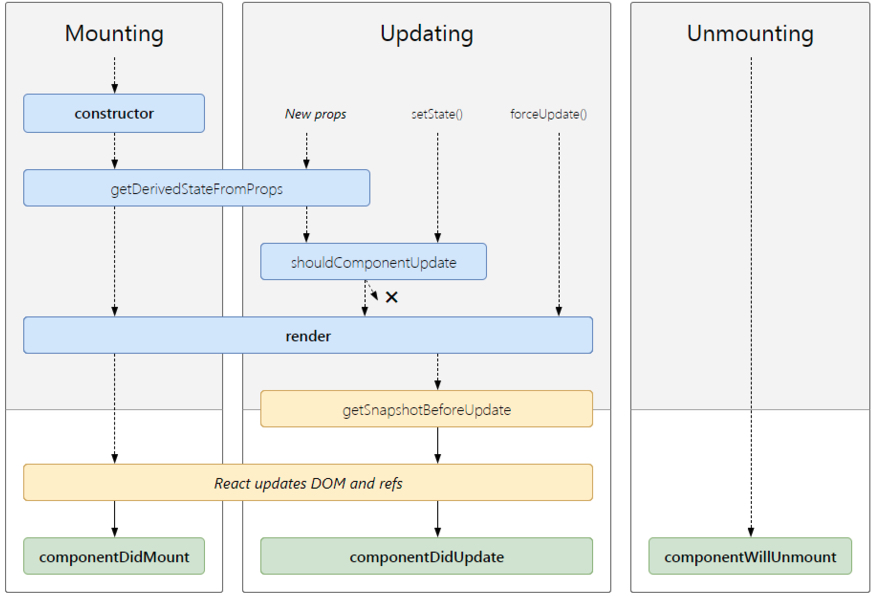 Mounting
Updating
Unmounting
constructor
New props
setState()
forceUpdate()
getDerivedStateFromProps
shouldComponentUpdate
render
getSnapshotBeforeUpdate
React updates DOM and refs
componentDidMount
componentDidUpdate
componentWillUnmount